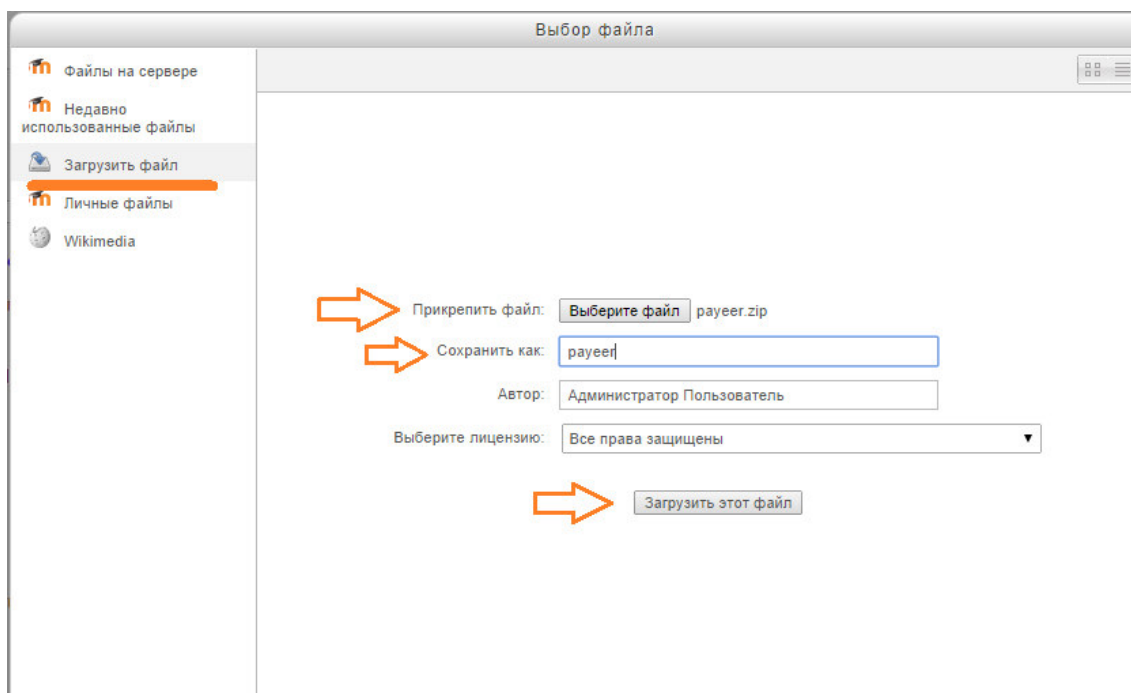 Выбор файла
Файлы на сервере
Недавно
использованные файлы
Загрузить файл
Личные файлы
Wikimedia
Прикрепить файл: Выберите файл payeer.zip
Сохранить как: payeer
Автор: Администратор Пользователь
Выберите лицензию: Все права защищены
Загрузить этот файл